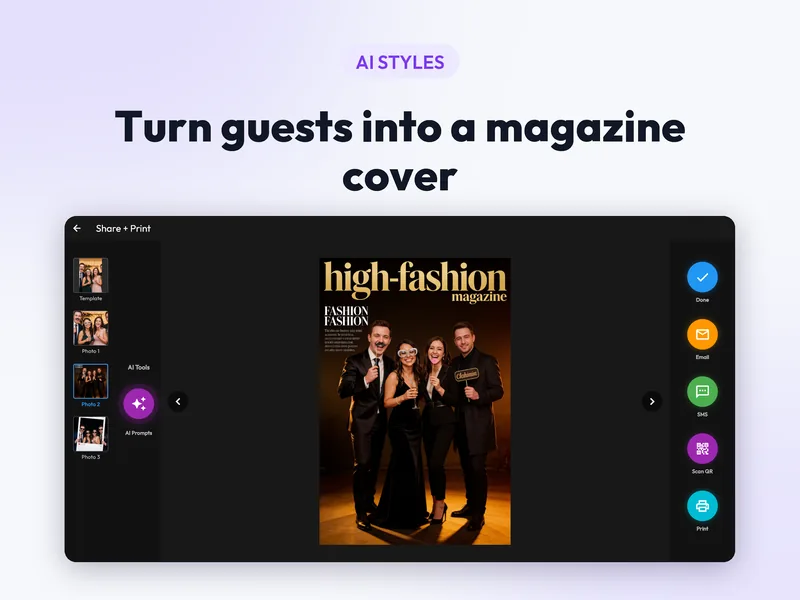 AI STYLES
Turn guests into a magazine
cover
Share + Print
Template
Photo 1
Photo 2
Photo 3
AI Tools
AI Prompts
high-fashion
magazine
FASHION
FASHION
Done
Email
SMS
Scan QR
Print